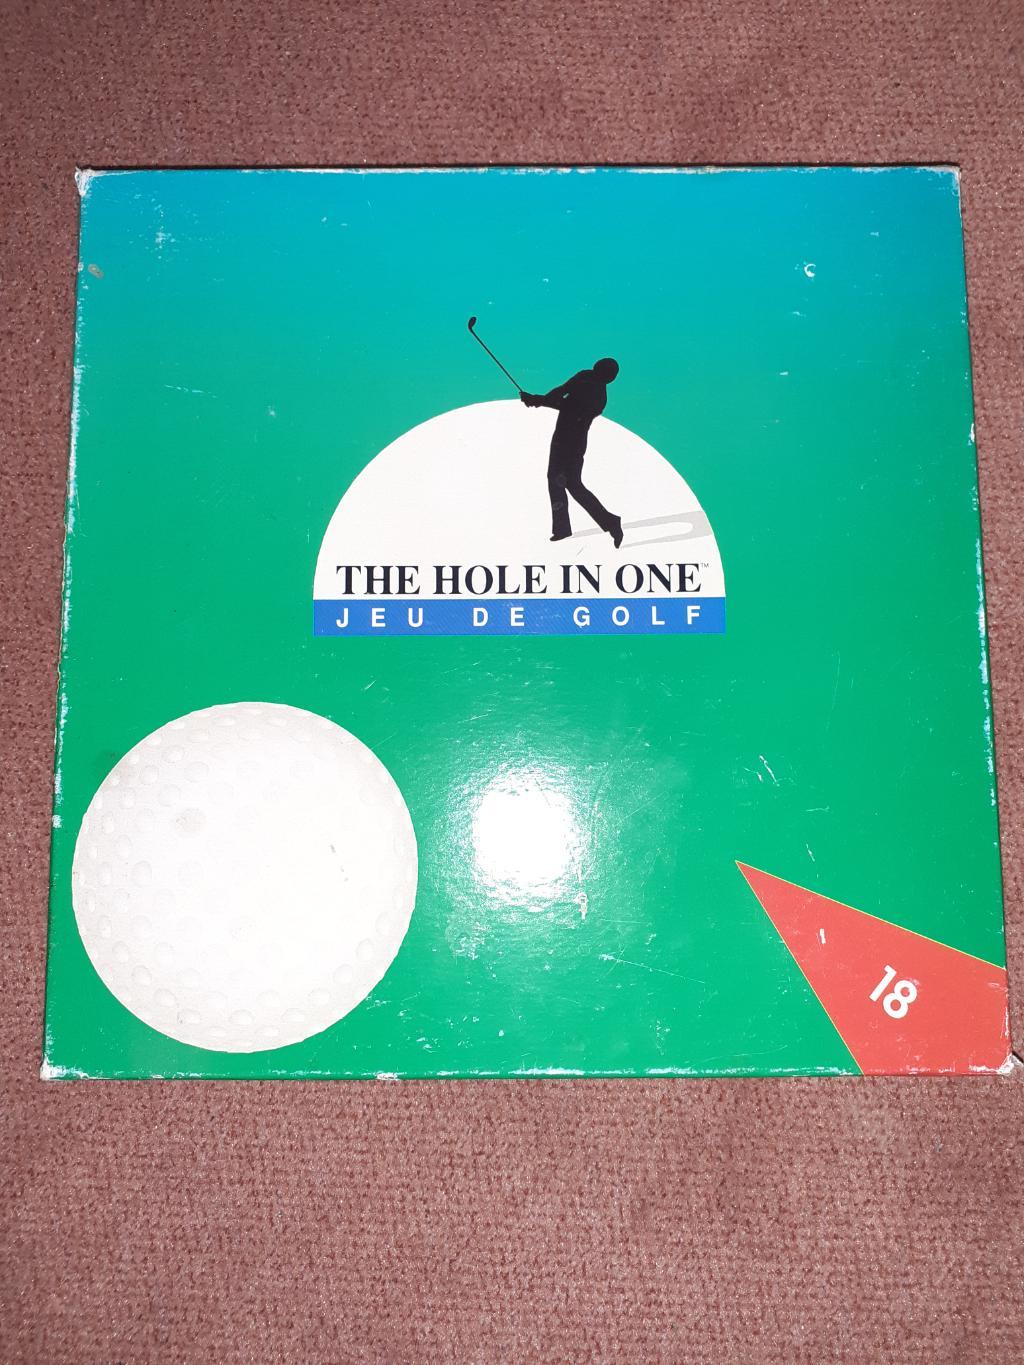 THE HOLE IN ONE™
JEU DE GOLF
18